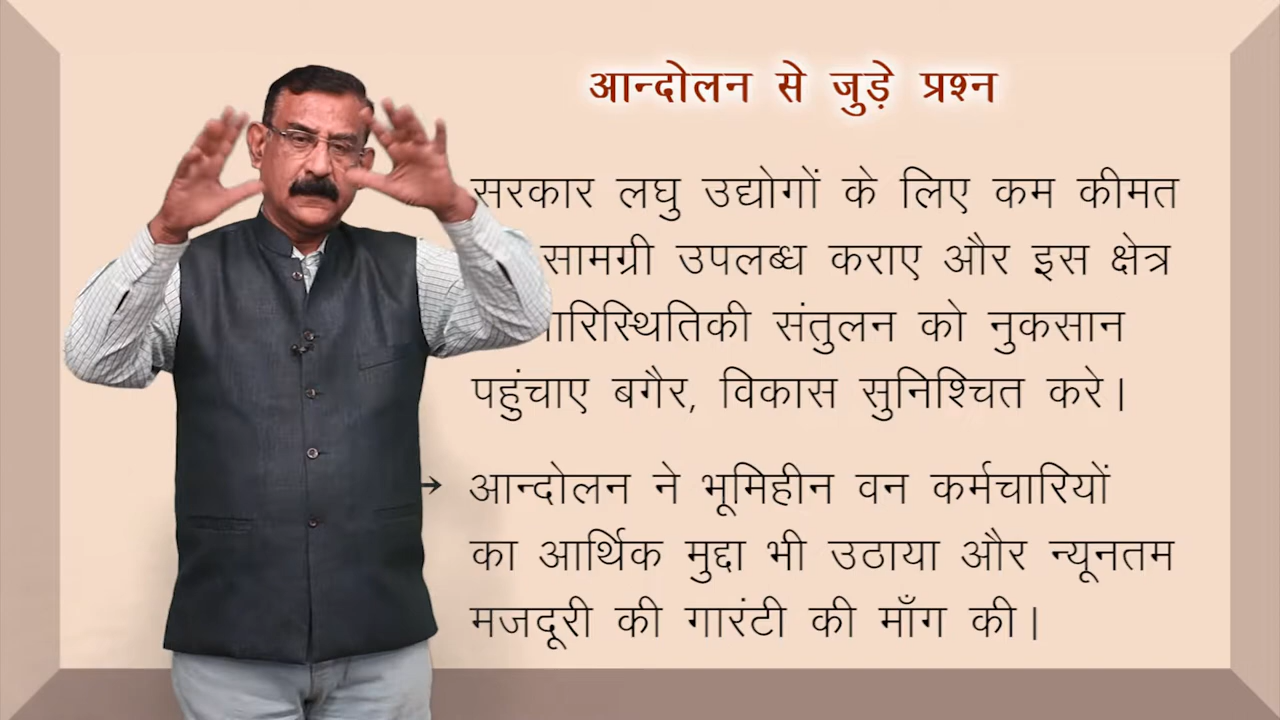 आन्दोलन से जुड़े प्रश्न
सरकार लघु उद्योगों के लिए कम कीमत
सामग्री उपलब्ध कराए और इस क्षेत्र
संतुलन को नुकसान
पहुंचाए बगैर, विकास सुनिश्चित करे।
→ आन्दोलन ने भूमिहीन वन कर्मचारियों
का आर्थिक मुद्दा भी उठाया और न्यूनतम
मजदूरी की गारंटी की माँग की।